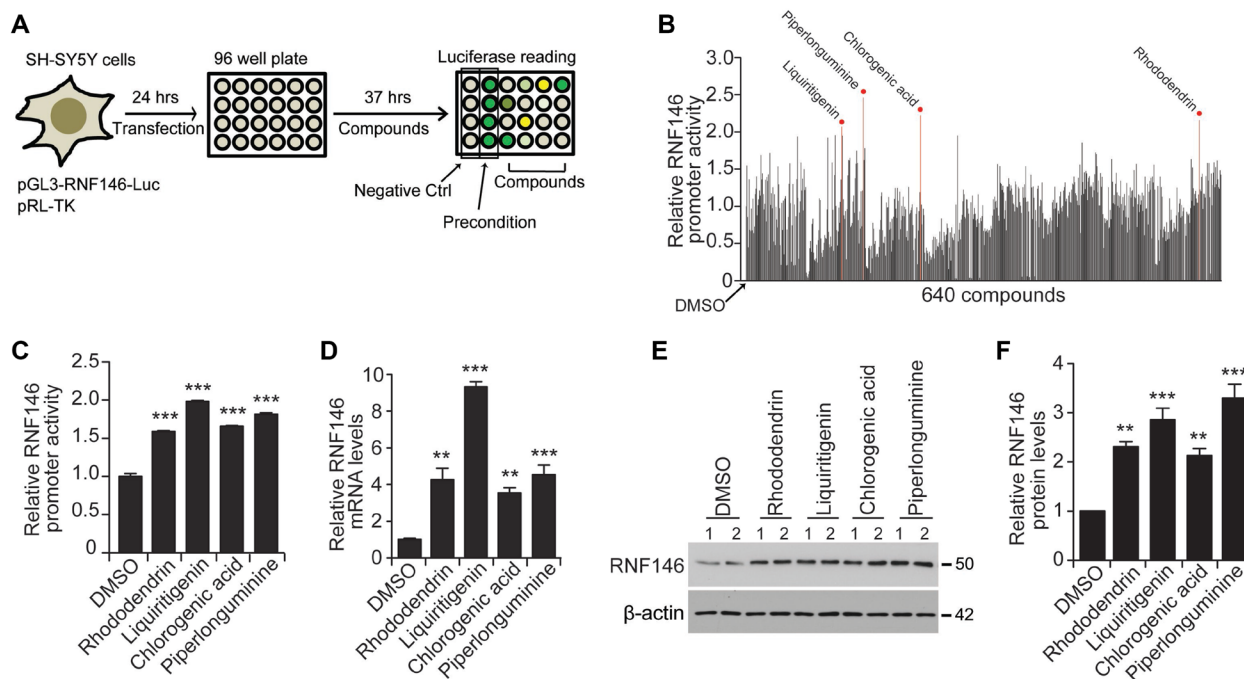 A
SH-SY5Y cells
96 well plate
Luciferase reading
24 hrs
Transfection
37 hrs
Compounds
pGL3-RNF146-Luc
pRL-TK
Negative Ctrl
Compounds
Precondition
B
Relative RNF146
promoter activity
3.0
2.5
2.0
1.5
1.0
0.5
0
Liquiritigenin
Piperlonguminine
Chlorogenic acid
Rhododendrin
DMSO
640 compounds
C
Relative RNF146
promoter activity
2.5
2.0
1.5
1.0
0.5
0
***
***
***
***
DMSO
Rhododendrin
Liquiritigenin
Chlorogenic acid
Piperlonguminine
D
Relative RNF146
mRNA levels
10
8
6
4
2
0
**
***
**
***
DMSO
Rhododendrin
Liquiritigenin
Chlorogenic acid
Piperlonguminine
E
DMSO
Rhododendrin
Liquiritigenin
Chlorogenic acid
Piperlonguminine
1 2 1 2 1 2 1 2 1 2
RNF146
50
β-actin
42
F
Relative RNF146
protein levels
4
3
2
1
0
**
***
**
***
DMSO
Rhododendrin
Liquiritigenin
Chlorogenic acid
Piperlonguminine